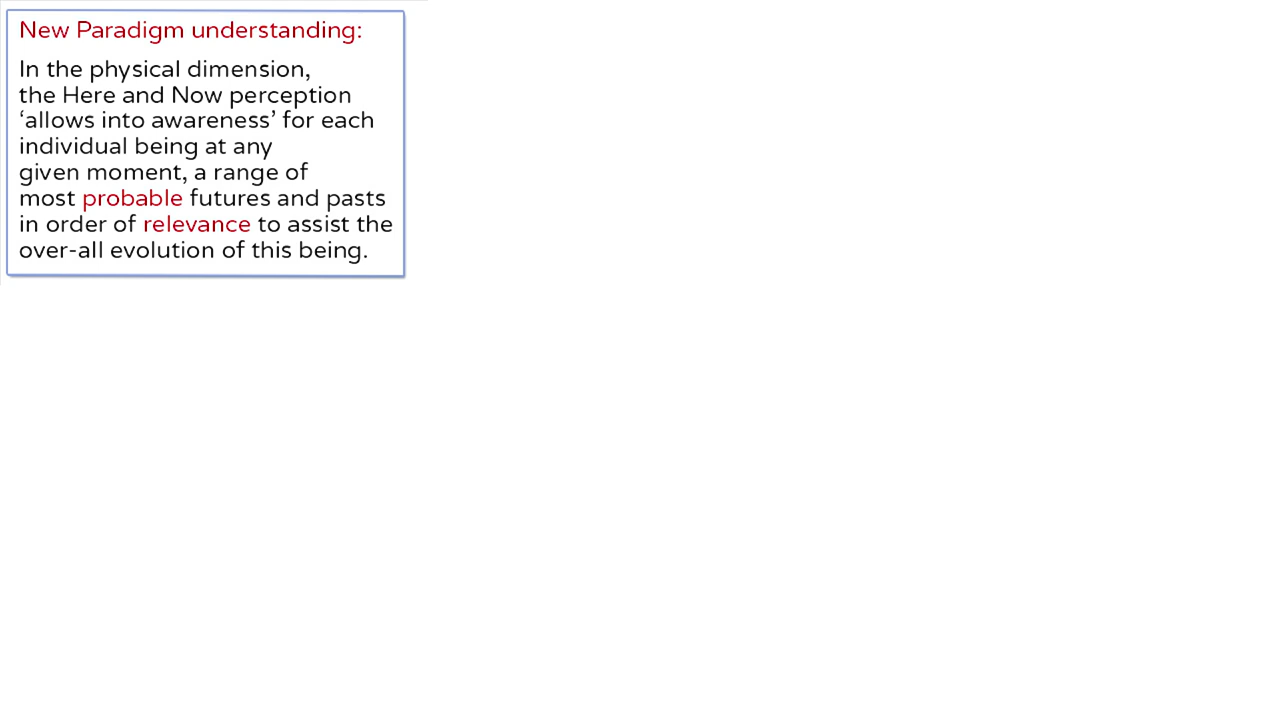 New Paradigm understanding:
In the physical dimension,
the Here and Now perception
‘allows into awareness’ for each
individual being at any
given moment, a range of
most probable futures and pasts
in order of relevance to assist the
over-all evolution of this being.